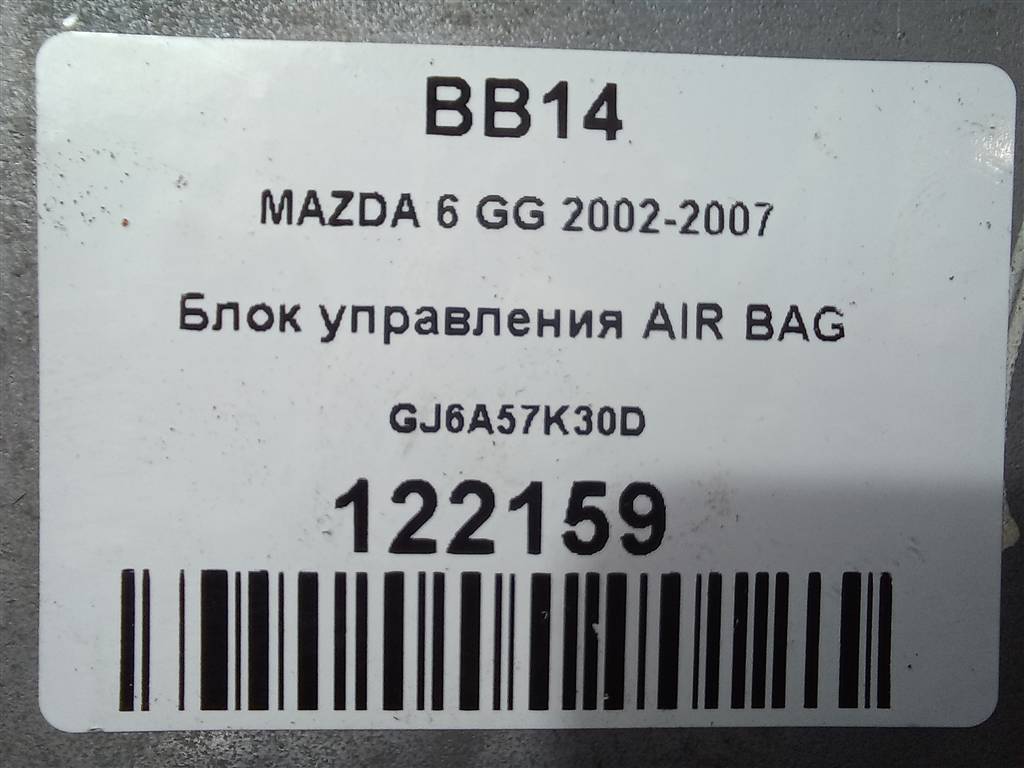 BB14
MAZDA 6 GG 2002-2007
Блок управления AIR BAG
GJ6A57K30D
122159